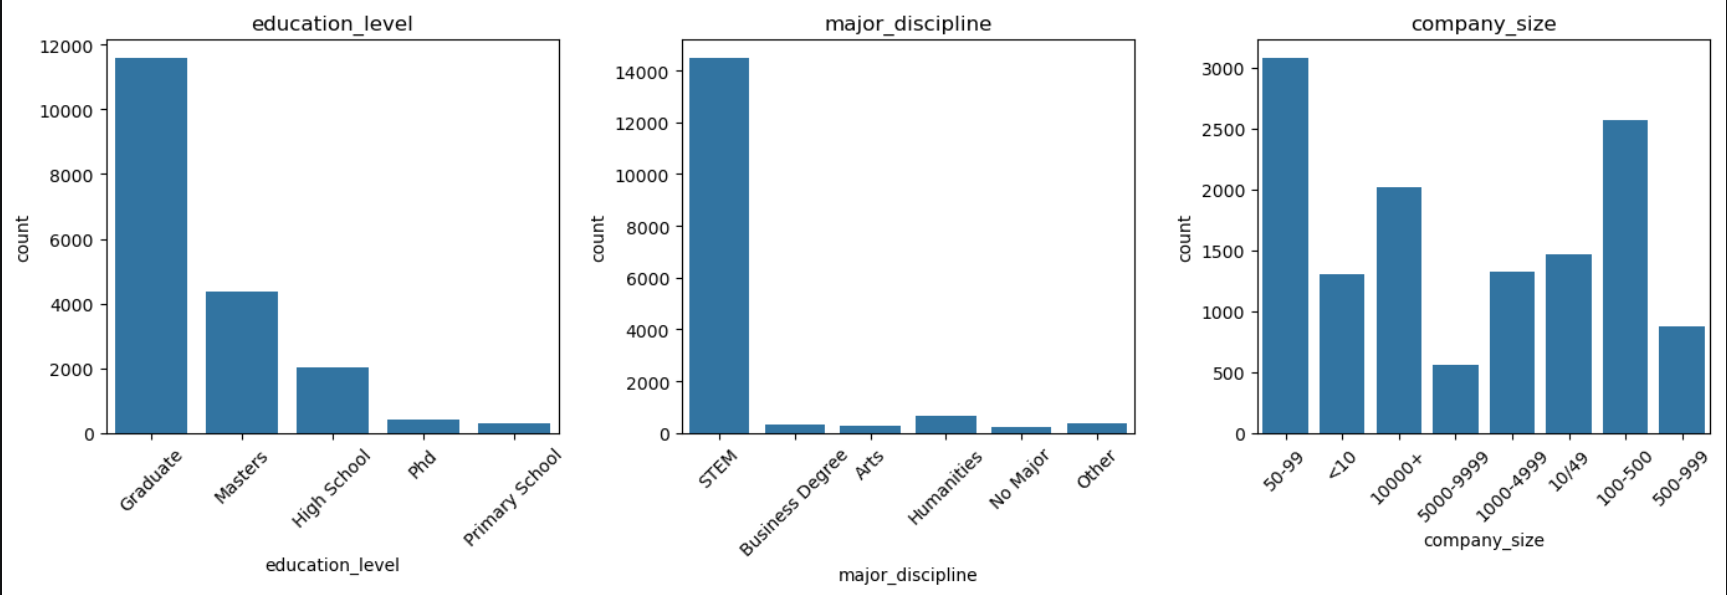 education_level
12000
10000
8000
6000
4000
2000
0
count
Graduate
Masters
High School
Phd
Primary School
education_level
major_discipline
14000
12000
10000
8000
6000
4000
2000
0
count
STEM
Business Degree
Arts
Humanities
No Major
Other
major_discipline
company_size
3000
2500
2000
1500
1000
500
0
count
50-99
<10
10000+
5000-9999
1000-4999
10/49
100-500
500-999
company_size